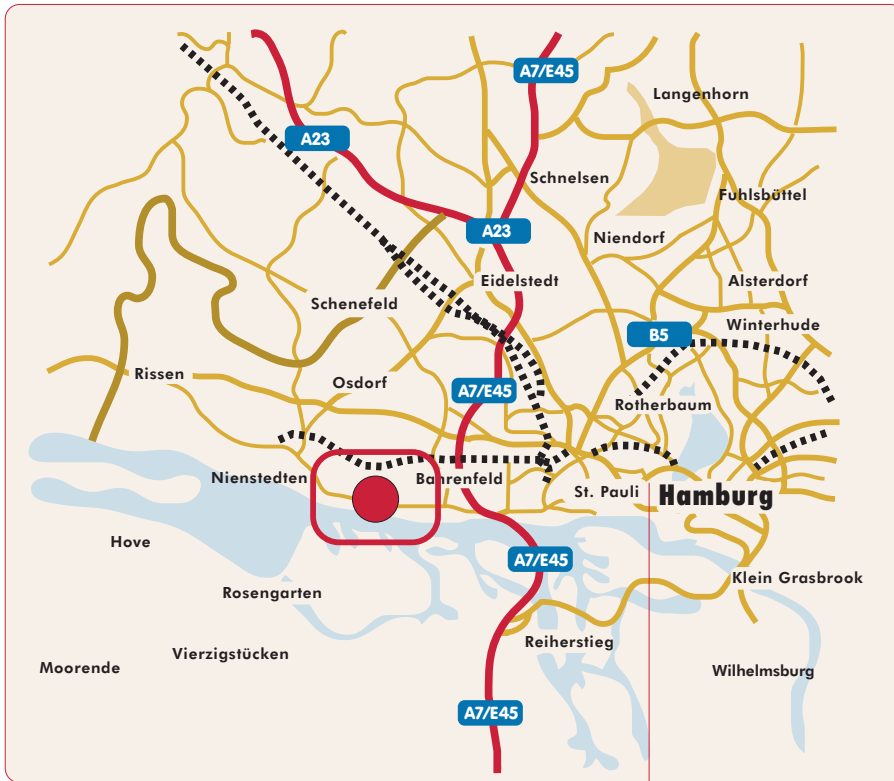 A7/E45
Langenhorn
A23
Schnelsen
Fuhlsbüttel
A23
Niendorf
Eidelstedt
Alsterdorf
Schenefeld
Winterhude
B5
Rissen
Osdorf
A7/E45
Rotherbaum
Nienstedten
Bahrenfeld
St. Pauli
Hamburg
Hove
A7/E45
Klein Grasbrook
Rosengarten
Reiherstieg
Vierzigstücken
Moorende
Wilhelmsburg
A7/E45